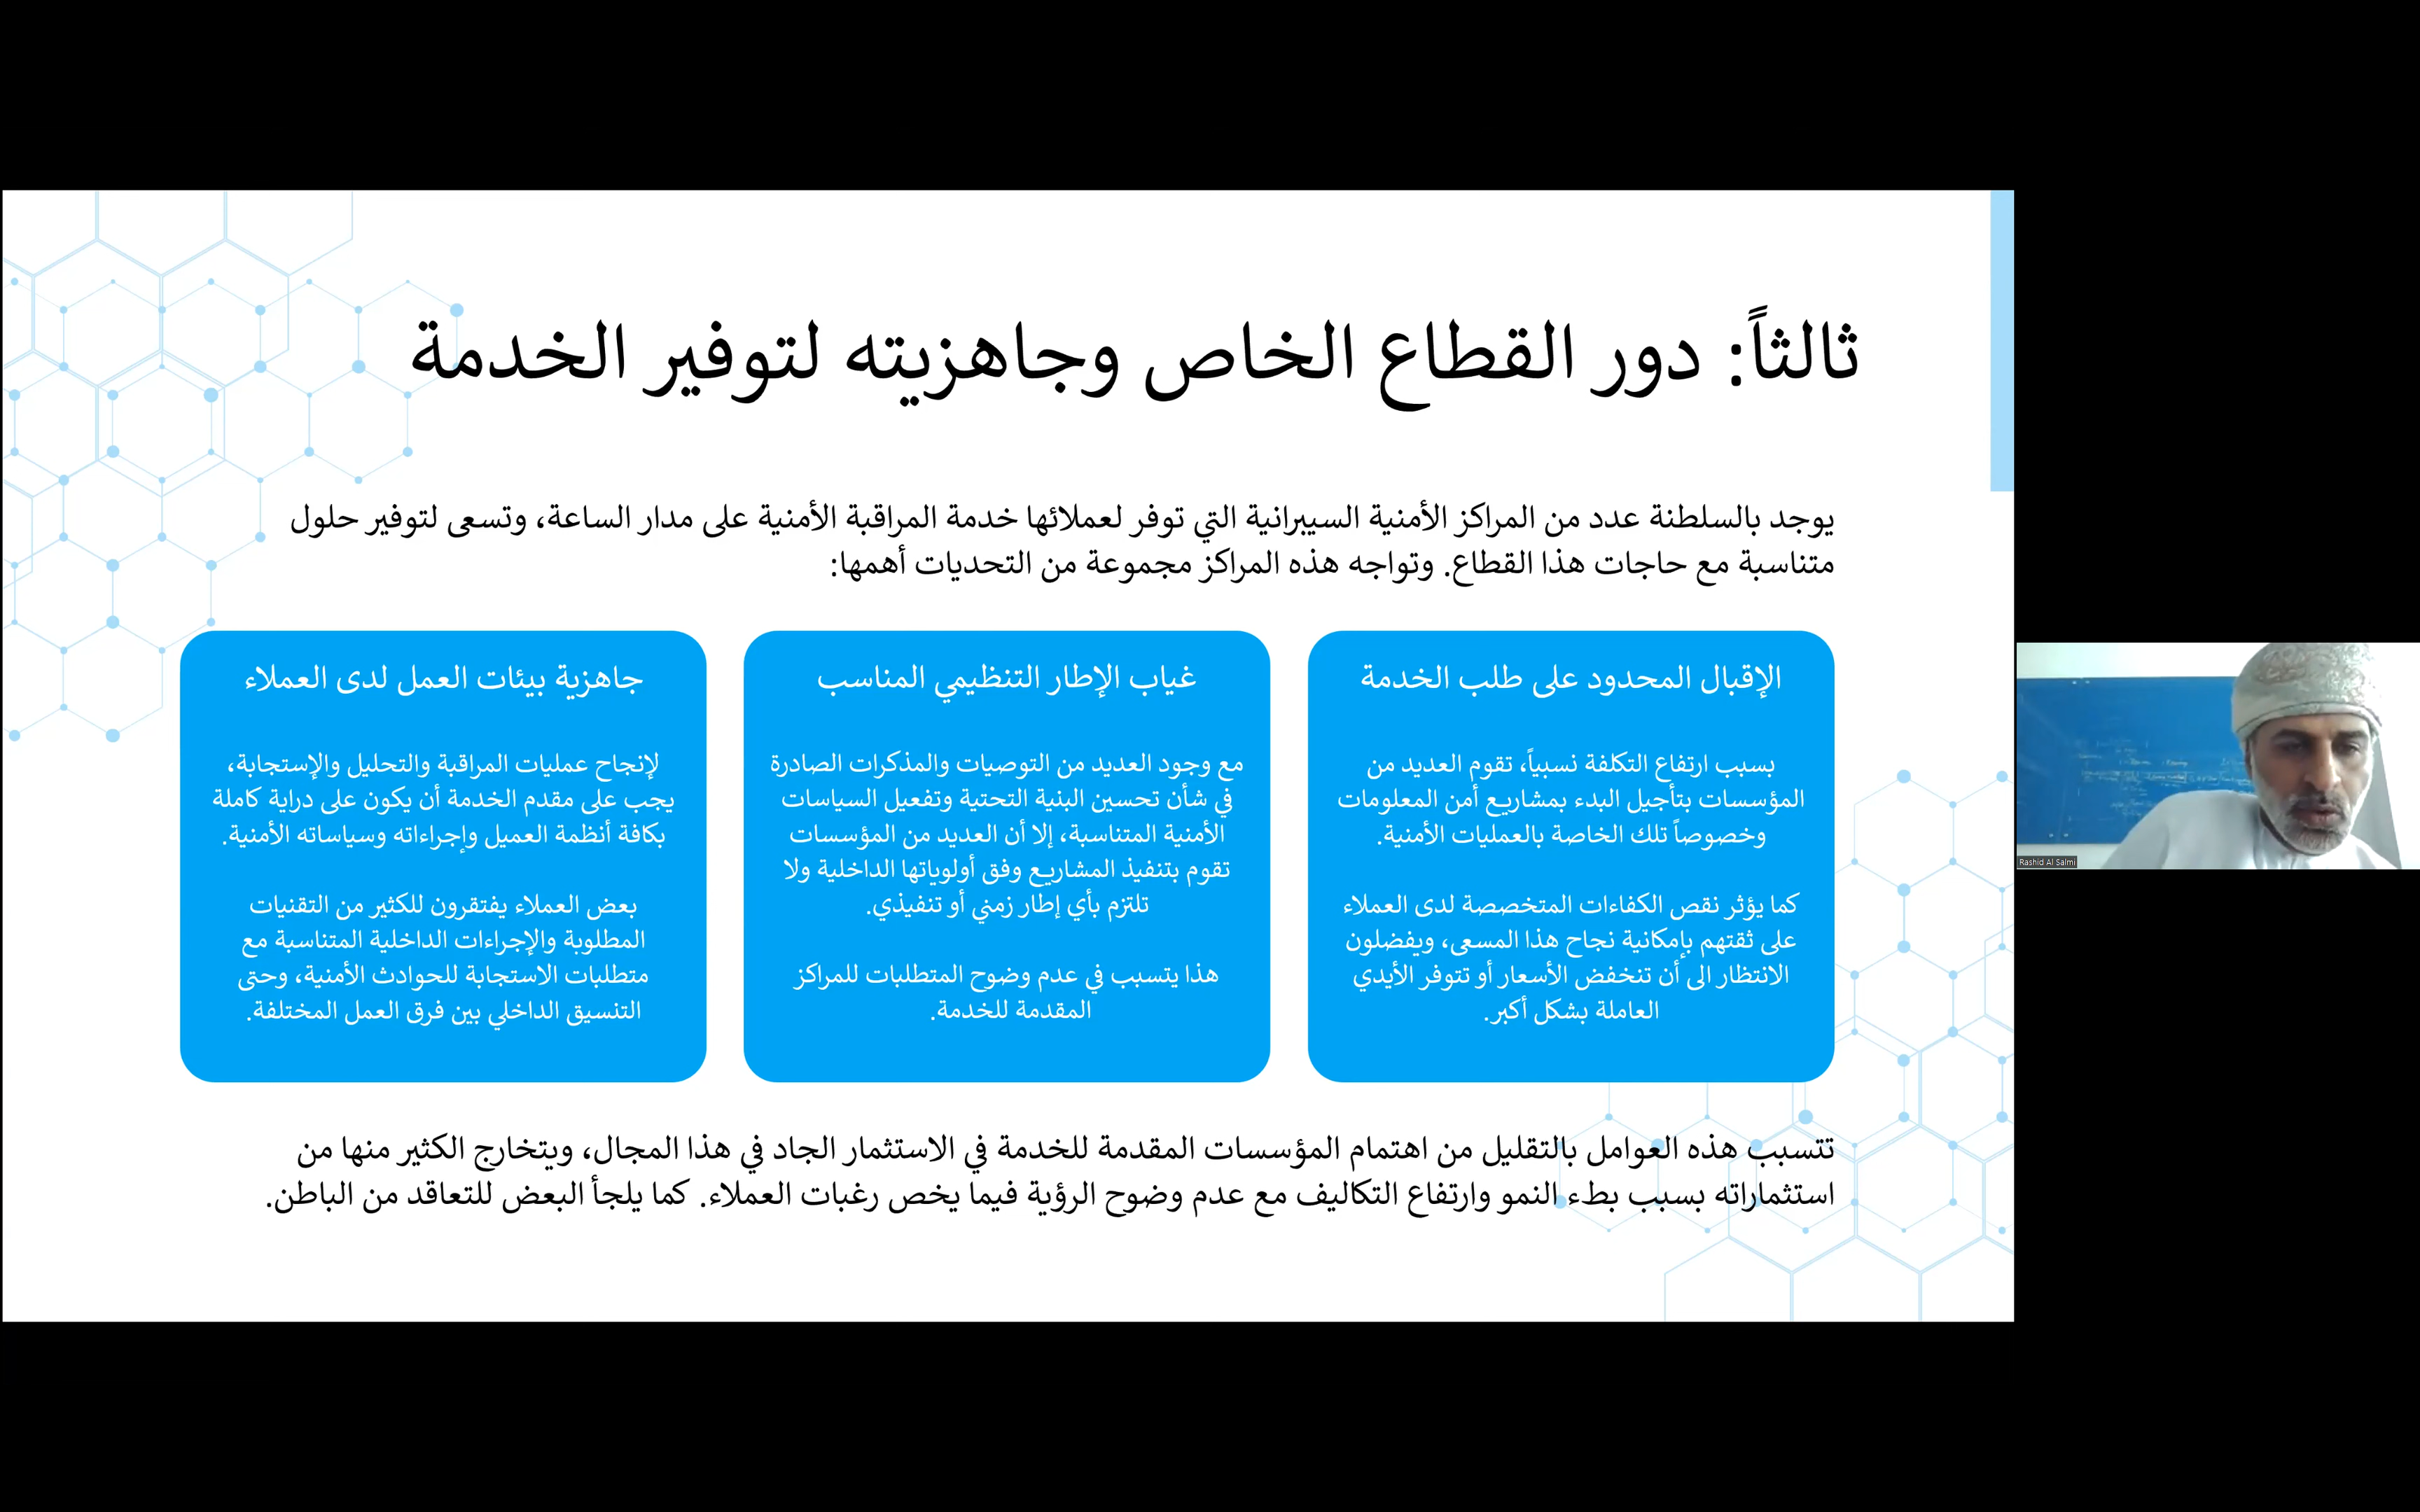 ثالثاً: دور القطاع الخاص وجاهزيته لتوفير الخدمة
يوجد بالسلطنة عدد من المراكز الأمنية السيبرانية التي توفر لعملائها خدمة المراقبة الأمنية على مدار الساعة، وتسعى لتوفير حلول
متناسبة مع حاجات هذا القطاع. وتواجه هذه المراكز مجموعة من التحديات أهمها:
الإقبال المحدود على طلب الخدمة
بسبب ارتفاع التكلفة نسبياً، تقوم العديد من
المؤسسات بتأجيل البدء بمشاريع أمن المعلومات
وخصوصاً تلك الخاصة بالعمليات الأمنية.
كما يؤثر نقص الكفاءات المتخصصة لدى العملاء
على ثقتهم بإمكانية نجاح هذا المسعى، ويفضلون
الانتظار الى أن تنخفض الأسعار أو تتوفر الأيدي
العاملة بشكل أكبر.
غياب الإطار التنظيمي المناسب
مع وجود العديد من التوصيات والمذكرات الصادرة
في شأن تحسين البنية التحتية وتفعيل السياسات
الأمنية المتناسبة، إلا أن العديد من المؤسسات
تقوم بتنفيذ المشاريع وفق أولوياتها الداخلية ولا
تلتزم بأي إطار زمني أو تنفيذي.
هذا يتسبب في عدم وضوح المتطلبات للمراكز
المقدمة للخدمة.
جاهزية بيئات العمل لدى العملاء
لإنجاح عمليات المراقبة والتحليل والإستجابة،
يجب على مقدم الخدمة أن يكون على دراية كاملة
بكافة أنظمة العميل وإجراءاته وسياساته الأمنية.
بعض العملاء يفتقرون للكثير من التقنيات
المطلوبة والإجراءات الداخلية المتناسبة مع
متطلبات الاستجابة للحوادث الأمنية، وحتى
التنسيق الداخلي بين فرق العمل المختلفة.
تتسبب هذه العوامل بالتقليل من اهتمام المؤسسات المقدمة للخدمة في الاستثمار الجاد في هذا المجال، ويتخارج الكثير منها من
استثماراته بسبب بطء النمو وارتفاع التكاليف مع عدم وضوح الرؤية فيما يخص رغبات العملاء. كما يلجأ البعض للتعاقد من الباطن.
Rashid Al Salmi